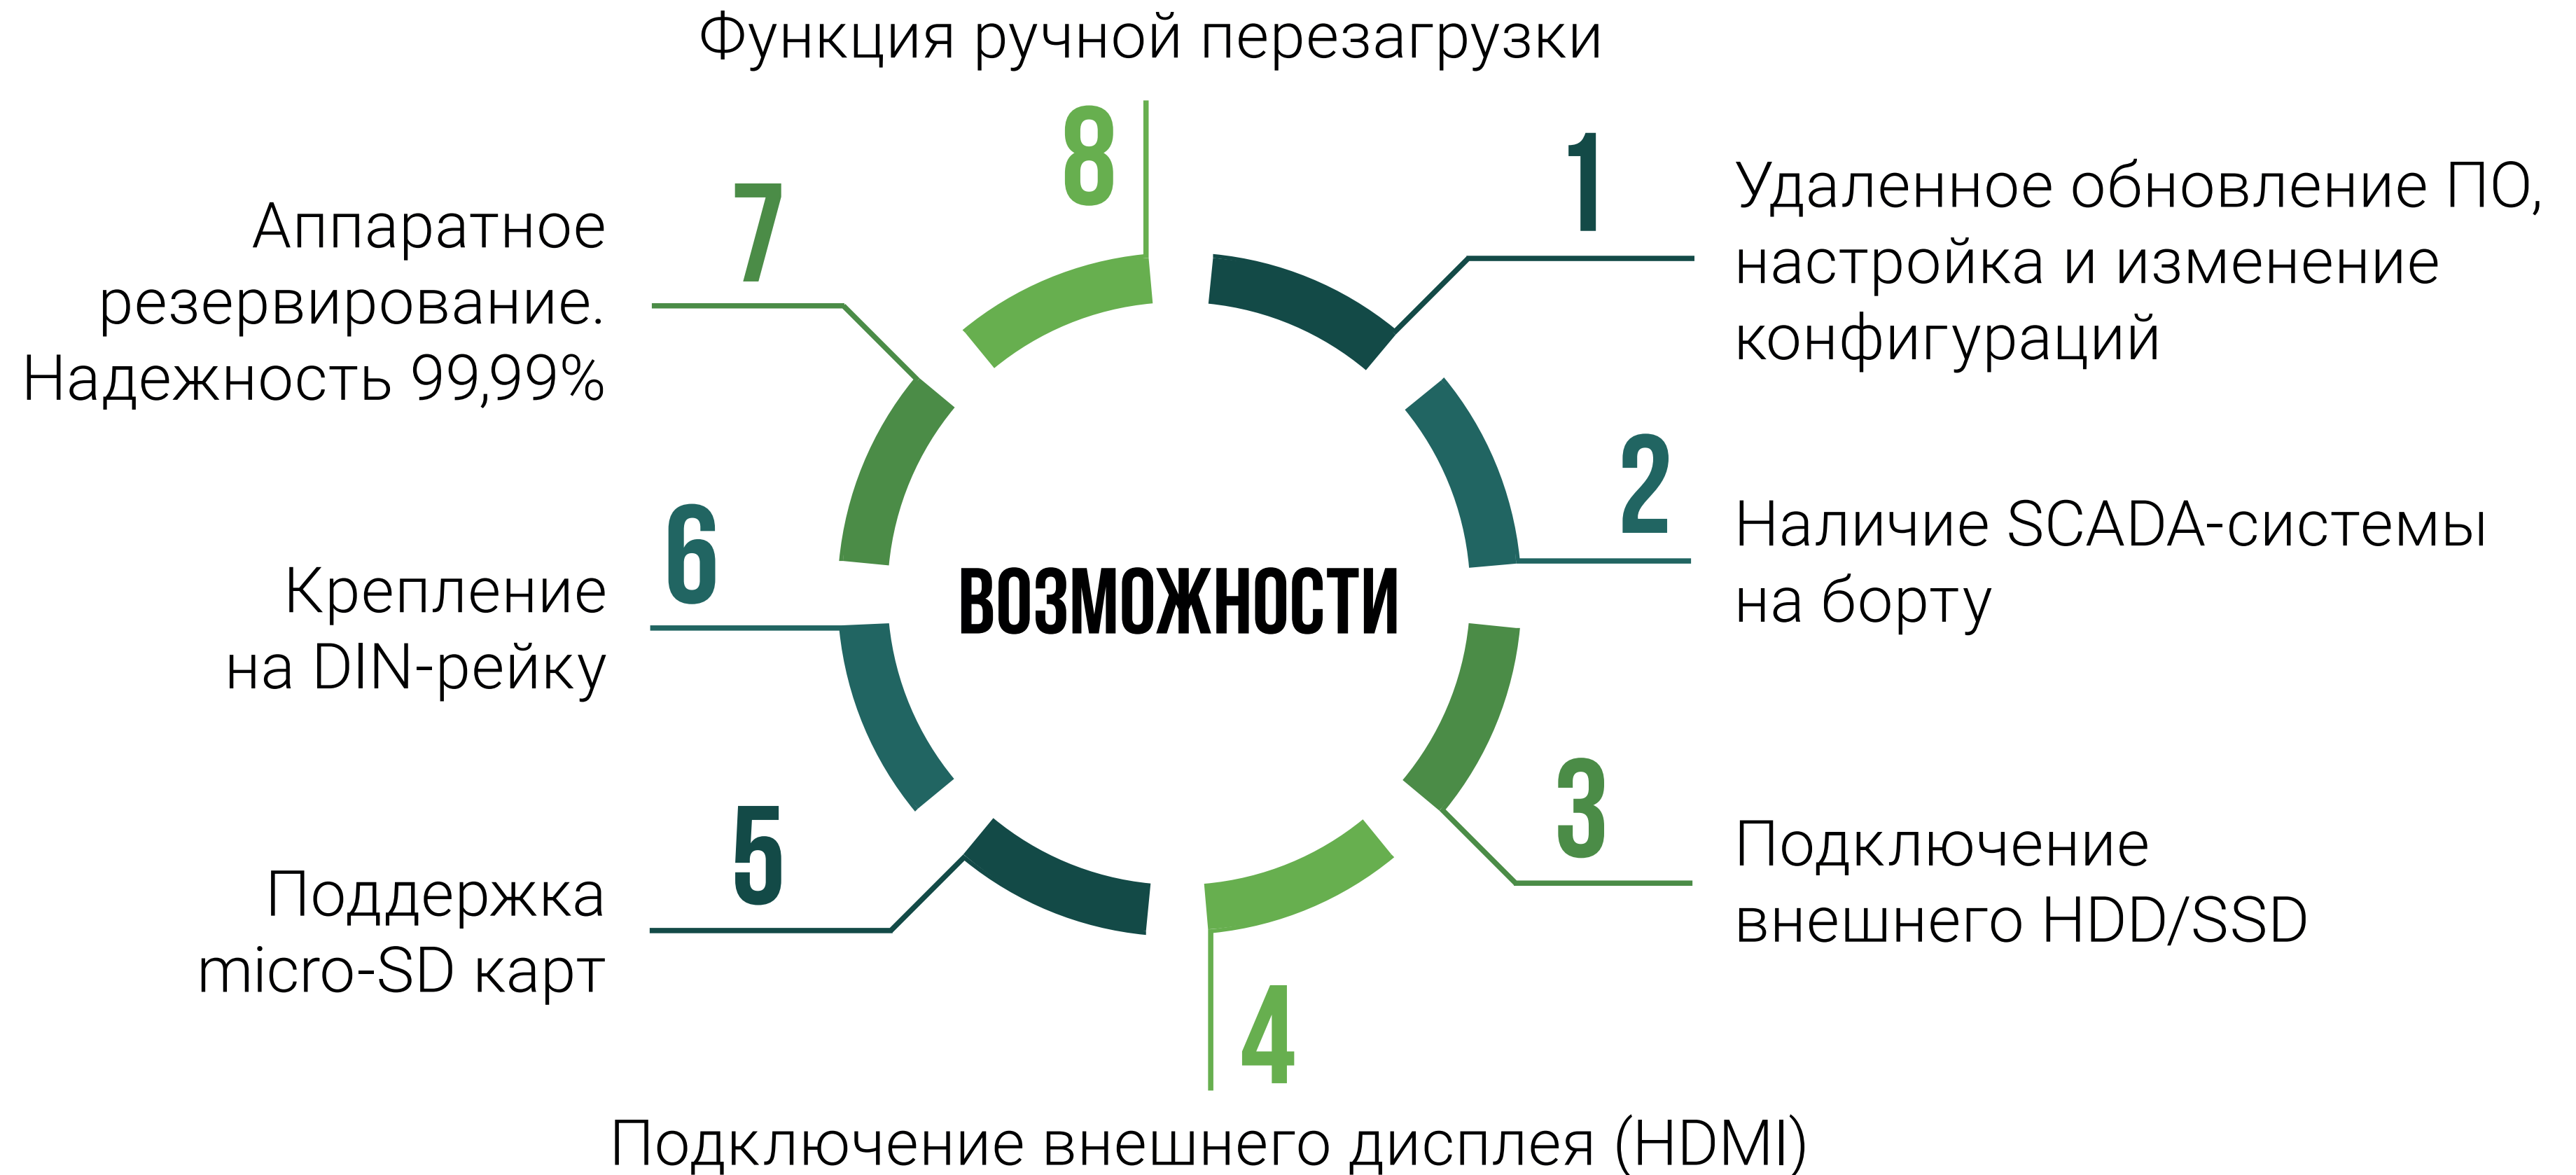 Функция ручной перезагрузки
8
1
Удаленное обновление ПО,
настройка и изменение
конфигураций
7
Аппаратное
резервирование.
Надежность 99,99%
2
Наличие SCADA-системы
на борту
6
Крепление
на DIN-рейку
ВОЗМОЖНОСТИ
3
Подключение
внешнего HDD/SSD
5
Поддержка
micro-SD карт
4
Подключение внешнего дисплея (HDMI)